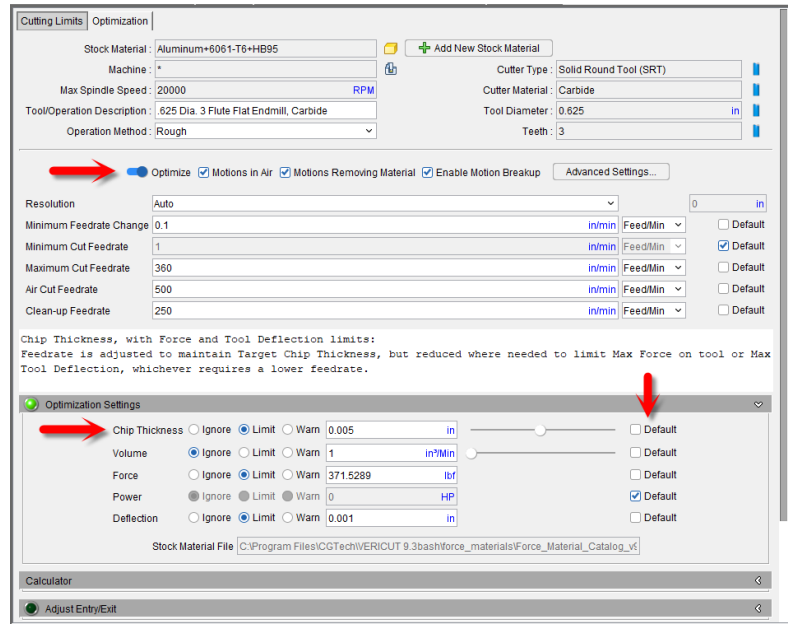 Cutting Limits Optimization
Stock Material : Aluminum+6061-T6+HB95 Add New Stock Material
Machine : * Cutter Type : Solid Round Tool (SRT)
Max Spindle Speed : 20000 RPM Cutter Material : Carbide
Tool/Operation Description : .625 Dia. 3 Flute Flat Endmill, Carbide Tool Diameter : 0.625 in
Operation Method : Rough Teeth : 3
Optimize Motions in Air Motions Removing Material Enable Motion Breakup Advanced Settings...
Resolution Auto 0 in
Minimum Feedrate Change 0.1 in/min Feed/Min Default
Minimum Cut Feedrate 1 in/min Feed/Min Default
Maximum Cut Feedrate 360 in/min Feed/Min Default
Air Cut Feedrate 500 in/min Feed/Min Default
Clean-up Feedrate 250 in/min Feed/Min Default
Chip Thickness, with Force and Tool Deflection limits:
Feedrate is adjusted to maintain Target Chip Thickness, but reduced where needed to limit Max Force on tool or Max
Tool Deflection, whichever requires a lower feedrate.
Optimization Settings
Chip Thickness Ignore Limit Warn 0.005 in Default
Volume Ignore Limit Warn 1 in³/Min Default
Force Ignore Limit Warn 371.5289 lbf Default
Power Ignore Limit Warn 0 HP Default
Deflection Ignore Limit Warn 0.001 in Default
Stock Material File C:\Program Files\CGTech\VERICUT 9.3bash\force_materials\Force_Material_Catalog_v
Calculator
Adjust Entry/Exit